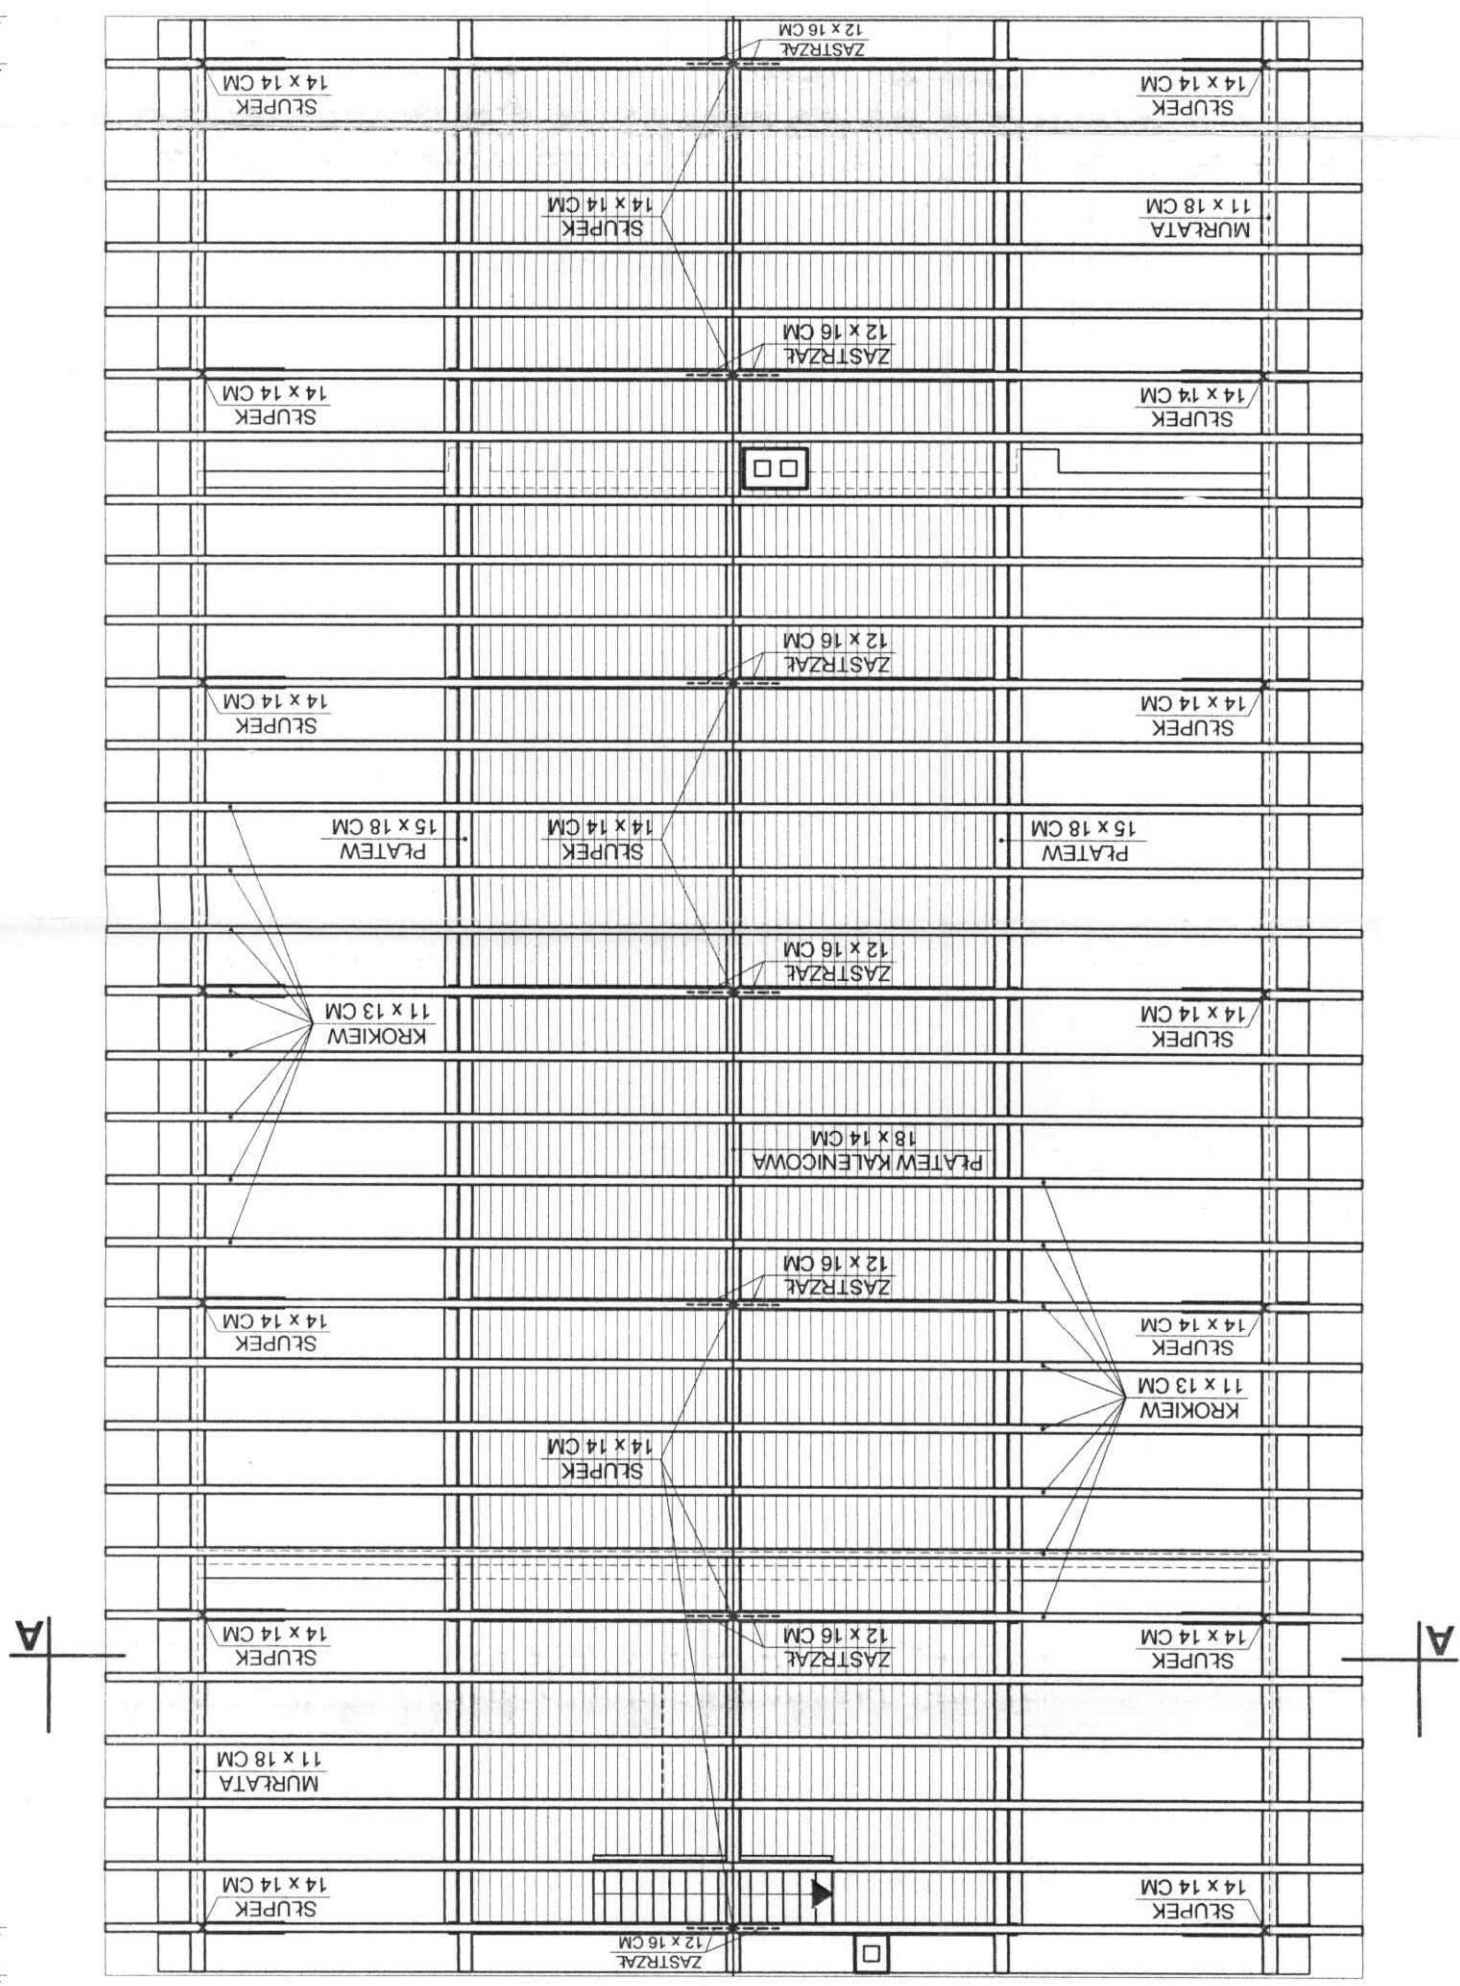 ZASTRZAŁ
12 x 16 CM
SŁUPEK
14 x 14 CM
SŁUPEK
14 x 14 CM
MURŁATA
11 x 18 CM
A
SŁUPEK
14 x 14 CM
ZASTRZAŁ
12 x 16 CM
SŁUPEK
14 x 14 CM
A
SŁUPEK
14 x 14 CM
KROKIEW
11 x 13 CM
SŁUPEK
14 x 14 CM
SŁUPEK
14 x 14 CM
ZASTRZAŁ
12 x 16 CM
PŁATEW KALENICOWA
18 x 14 CM
SŁUPEK
14 x 14 CM
KROKIEW
11 x 13 CM
ZASTRZAŁ
12 x 16 CM
PŁATEW
15 x 18 CM
SŁUPEK
14 x 14 CM
PŁATEW
15 x 18 CM
SŁUPEK
14 x 14 CM
SŁUPEK
14 x 14 CM
ZASTRZAŁ
12 x 16 CM
SŁUPEK
14 x 14 CM
SŁUPEK
14 x 14 CM
ZASTRZAŁ
12 x 16 CM
MURŁATA
11 x 18 CM
SŁUPEK
14 x 14 CM
SŁUPEK
14 x 14 CM
SŁUPEK
14 x 14 CM
ZASTRZAŁ
12 x 16 CM